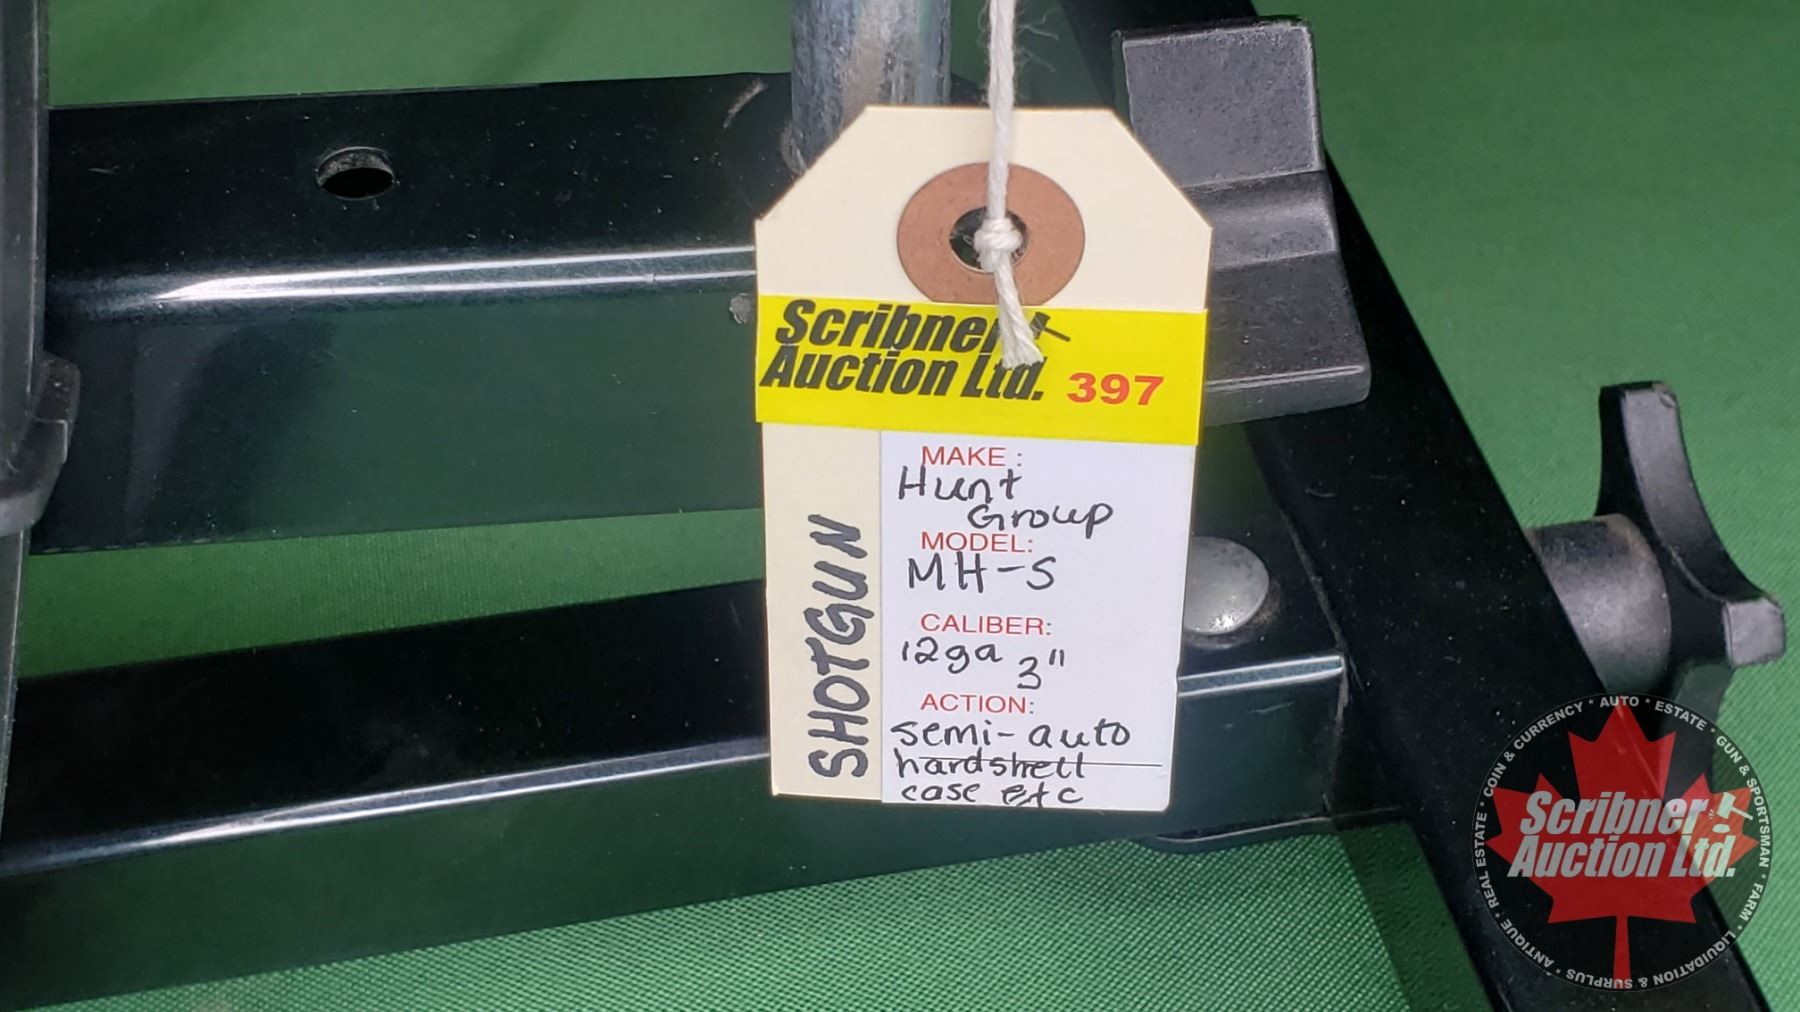 Scribner
Auction Ltd. 397
MAKE:
Hunt
Group
MODEL:
MH-S
CALIBER:
12ga 3"
ACTION:
semi-auto
hardshell
case etc
SHOTGUN
Scribner
Auction Ltd.
* AUTO * ESTATE * GUN & SPORTSMAN * FARM * LIQUIDATION & SURPLUS * ANTIQUE * REAL ESTATE * COIN & CURRENCY